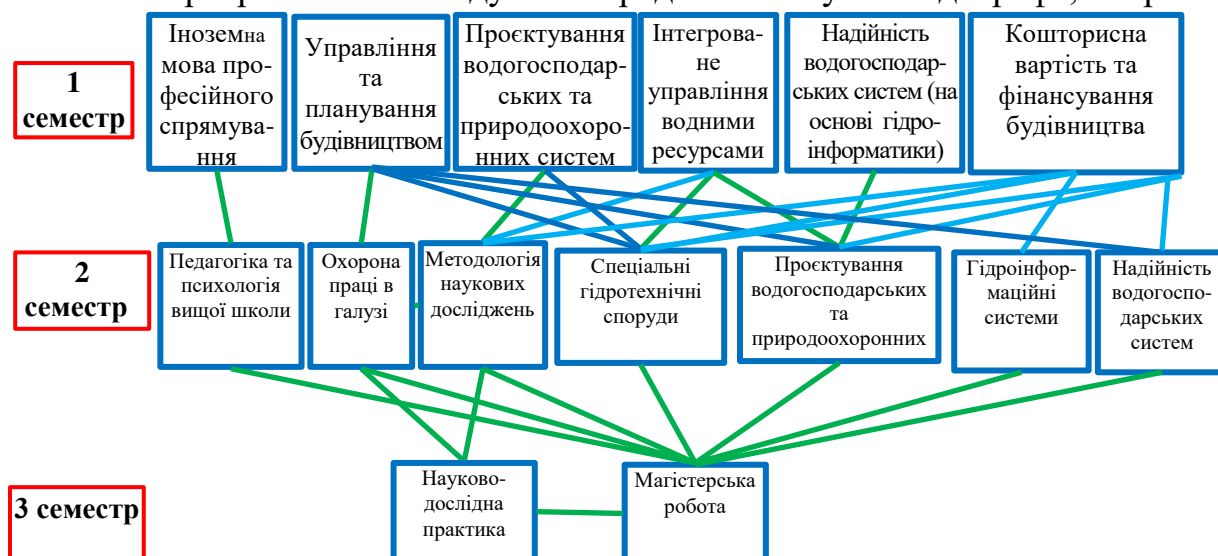 1
семестр
Іноземна
мова про-
фесійного
спрямува-
ння
Управління
та
планування
будівництвом
Проєктування
водогосподар-
ських та
природоохоро-
нних систем
Інтегрова-
не
управління
водними
ресурсами
Надійність
водогосподар-
ських систем (на
основі гідро-
інформатики)
Кошторисна
вартість та
фінансування
будівництва
2
семестр
Педагогіка та
психологія
вищої школи
Охорона
праці в
галузі
Методологія
наукових
досліджень
Спеціальні
гідротехнічні
споруди
Проєктування
водогосподарських
та
природоохоронних
Гідроінфор-
маційні
системи
Надійність
водогоспо-
дарських
систем
3 семестр
Науково-
дослідна
практика
Магістерська
робота